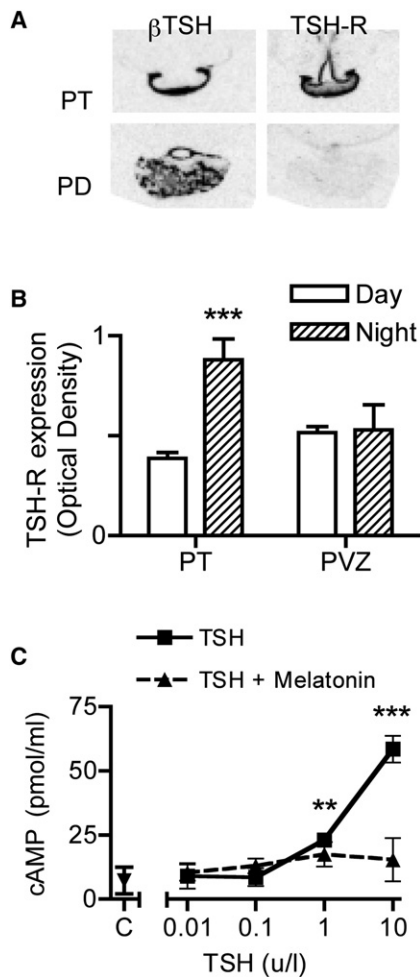 A
βTSH TSH-R
PT
PD
B
Day
Night
***
1
0
TSH-R expression
(Optical Density)
PT PVZ
C
TSH
TSH + Melatonin
***
**
75
50
25
0
cAMP (pmol/ml)
C 0.01 0.1 1 10
TSH (u/l)